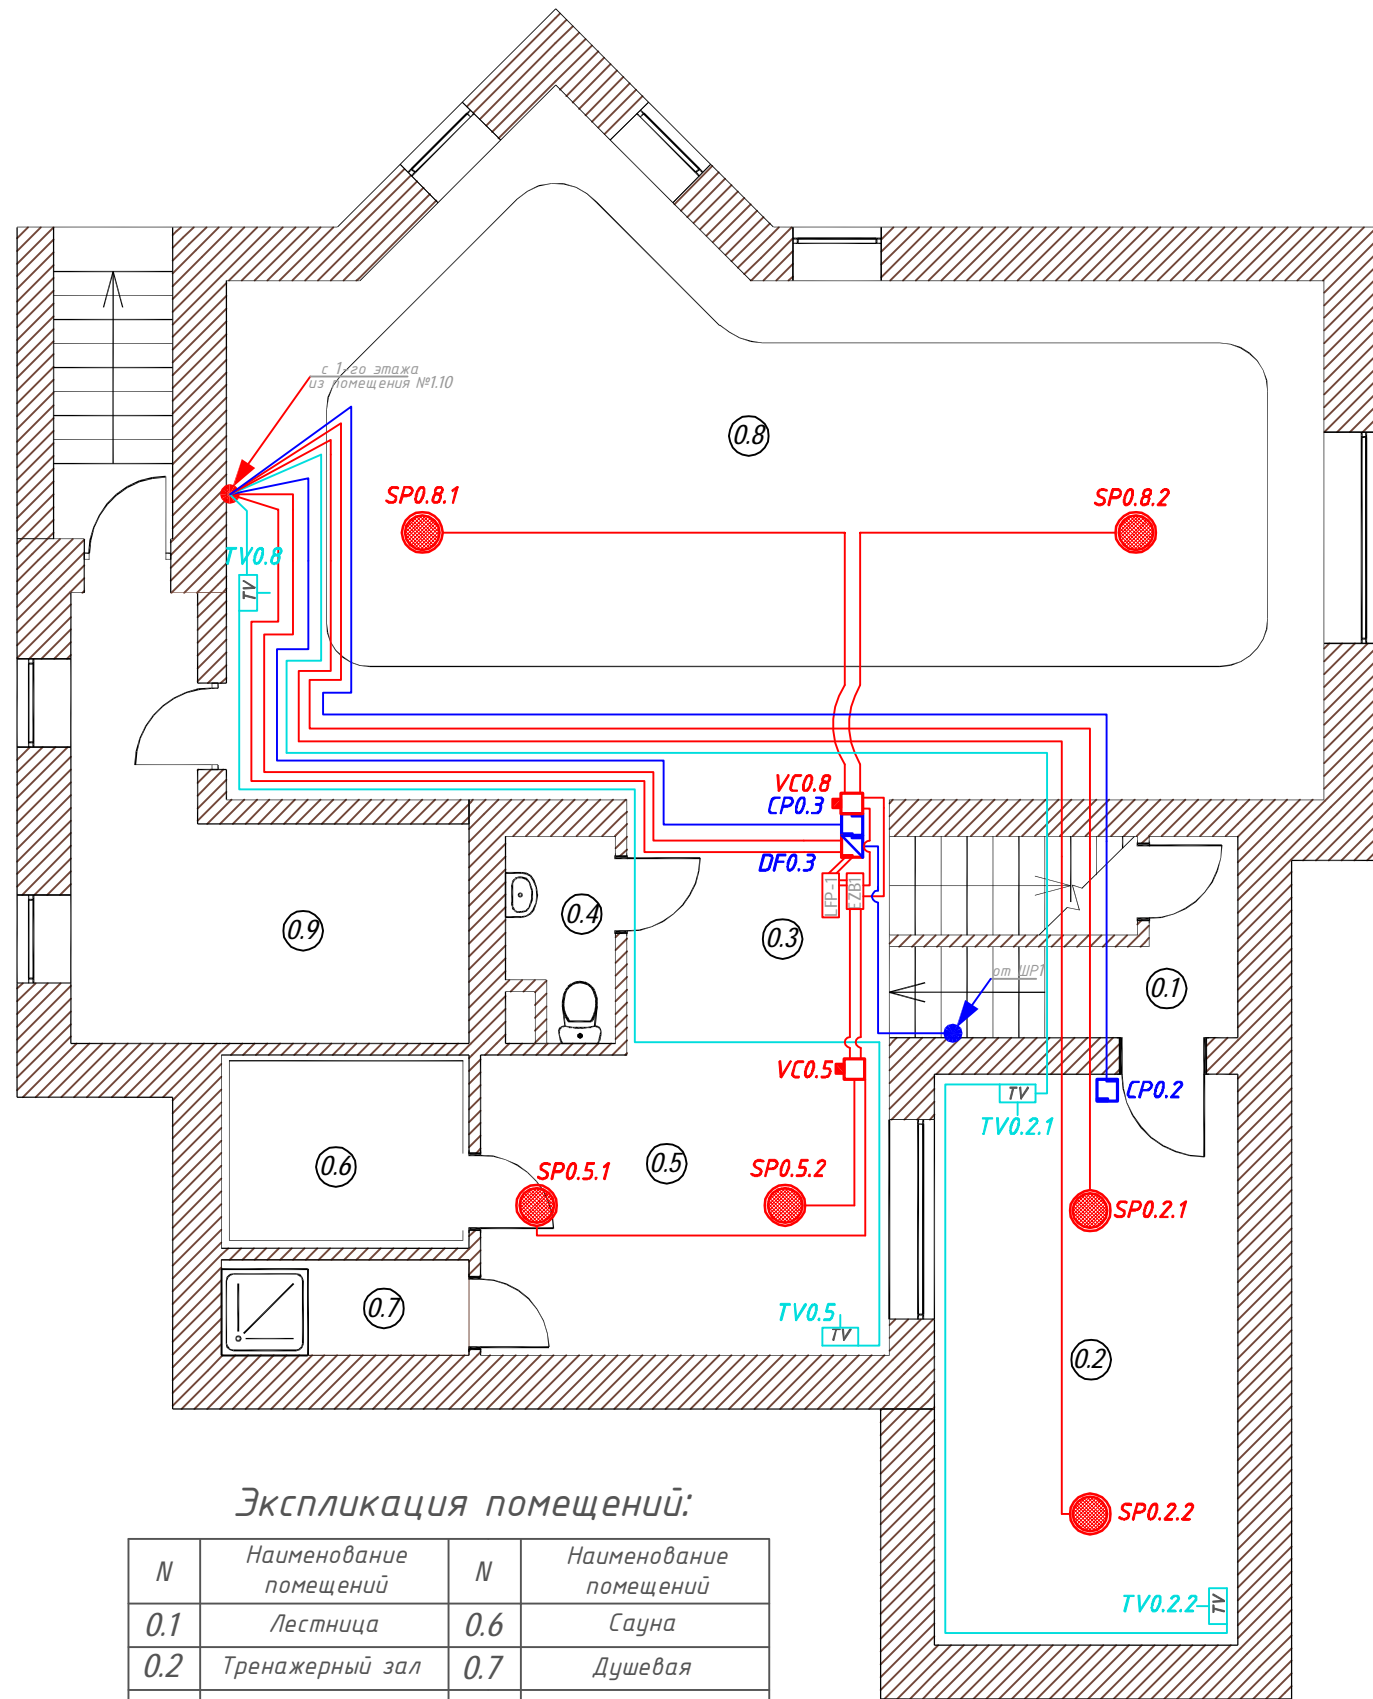 с 1-го этажа
из помещения №1.10
0.8
SP0.8.1
SP0.8.2
TV0.8
TV
VC0.8
CP0.3
DF0.3
LFP-1
EZB1
0.4
0.9
0.3
от ШР1
0.1
VC0.5
TV
CP0.2
TV0.2.1
0.6
SP0.5.1
0.5
SP0.5.2
SP0.2.1
0.7
TV0.5
TV
0.2
Экспликация помещений:
SP0.2.2
N
Наименование
помещений
N
Наименование
помещений
TV0.2.2
TV
0.1
Лестница
0.6
Сауна
0.2
Тренажерный зал
0.7
Душевая